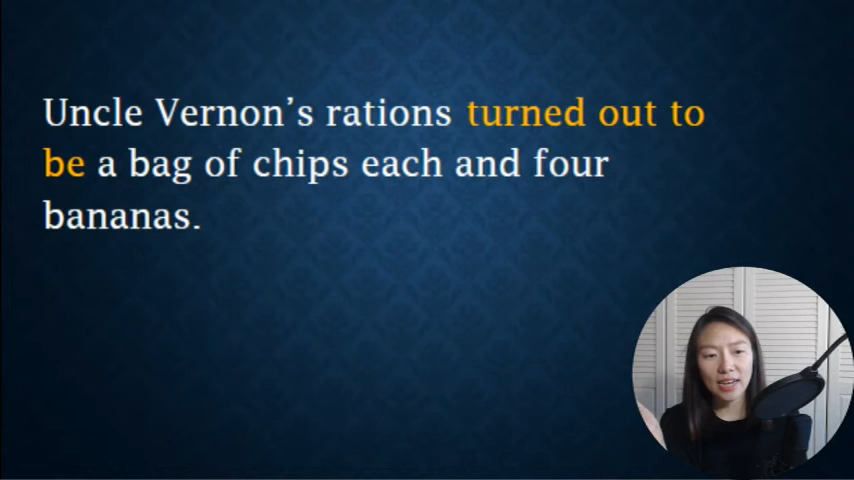 Uncle Vernon’s rations turned out to
be a bag of chips each and four
bananas.